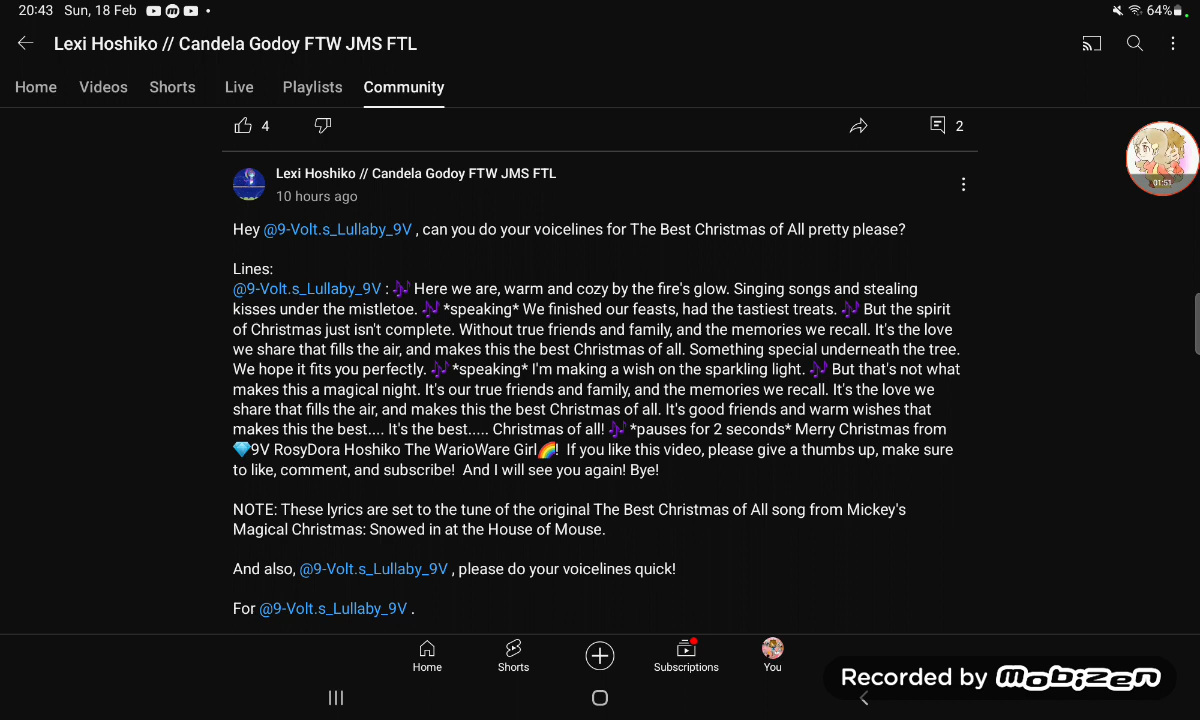 20:43 Sun, 18 Feb
64%
Lexi Hoshiko // Candela Godoy FTW JMS FTL
Home Videos Shorts Live Playlists Community
4 2
Lexi Hoshiko // Candela Godoy FTW JMS FTL
10 hours ago
01:51
Hey @9-Volt.s_Lullaby_9V , can you do your voicelines for The Best Christmas of All pretty please?
Lines:
@9-Volt.s_Lullaby_9V : 🎶 Here we are, warm and cozy by the fire's glow. Singing songs and stealing
kisses under the mistletoe. 🎶 *speaking* We finished our feasts, had the tastiest treats. 🎶 But the spirit
of Christmas just isn't complete. Without true friends and family, and the memories we recall. It's the love
we share that fills the air, and makes this the best Christmas of all. Something special underneath the tree.
We hope it fits you perfectly. 🎶 *speaking* I'm making a wish on the sparkling light. 🎶 But that's not what
makes this a magical night. It's our true friends and family, and the memories we recall. It's the love we
share that fills the air, and makes the best Christmas of all. It's good friends and warm wishes that
makes this the best.... It's the best..... Christmas of all! 🎶 *pauses for 2 seconds* Merry Christmas from
💎9V RosyDora Hoshiko The WarioWare Girl🌈! If you like this video, please give a thumbs up, make sure
to like, comment, and subscribe! And I will see you again! Bye!
NOTE: These lyrics are set to the tune of the original The Best Christmas of All song from Mickey's
Magical Christmas: Snowed in at the House of Mouse.
And also, @9-Volt.s_Lullaby_9V , please do your voicelines quick!
For @9-Volt.s_Lullaby_9V .
Home Shorts Subscriptions You
Recorded by Mobizen